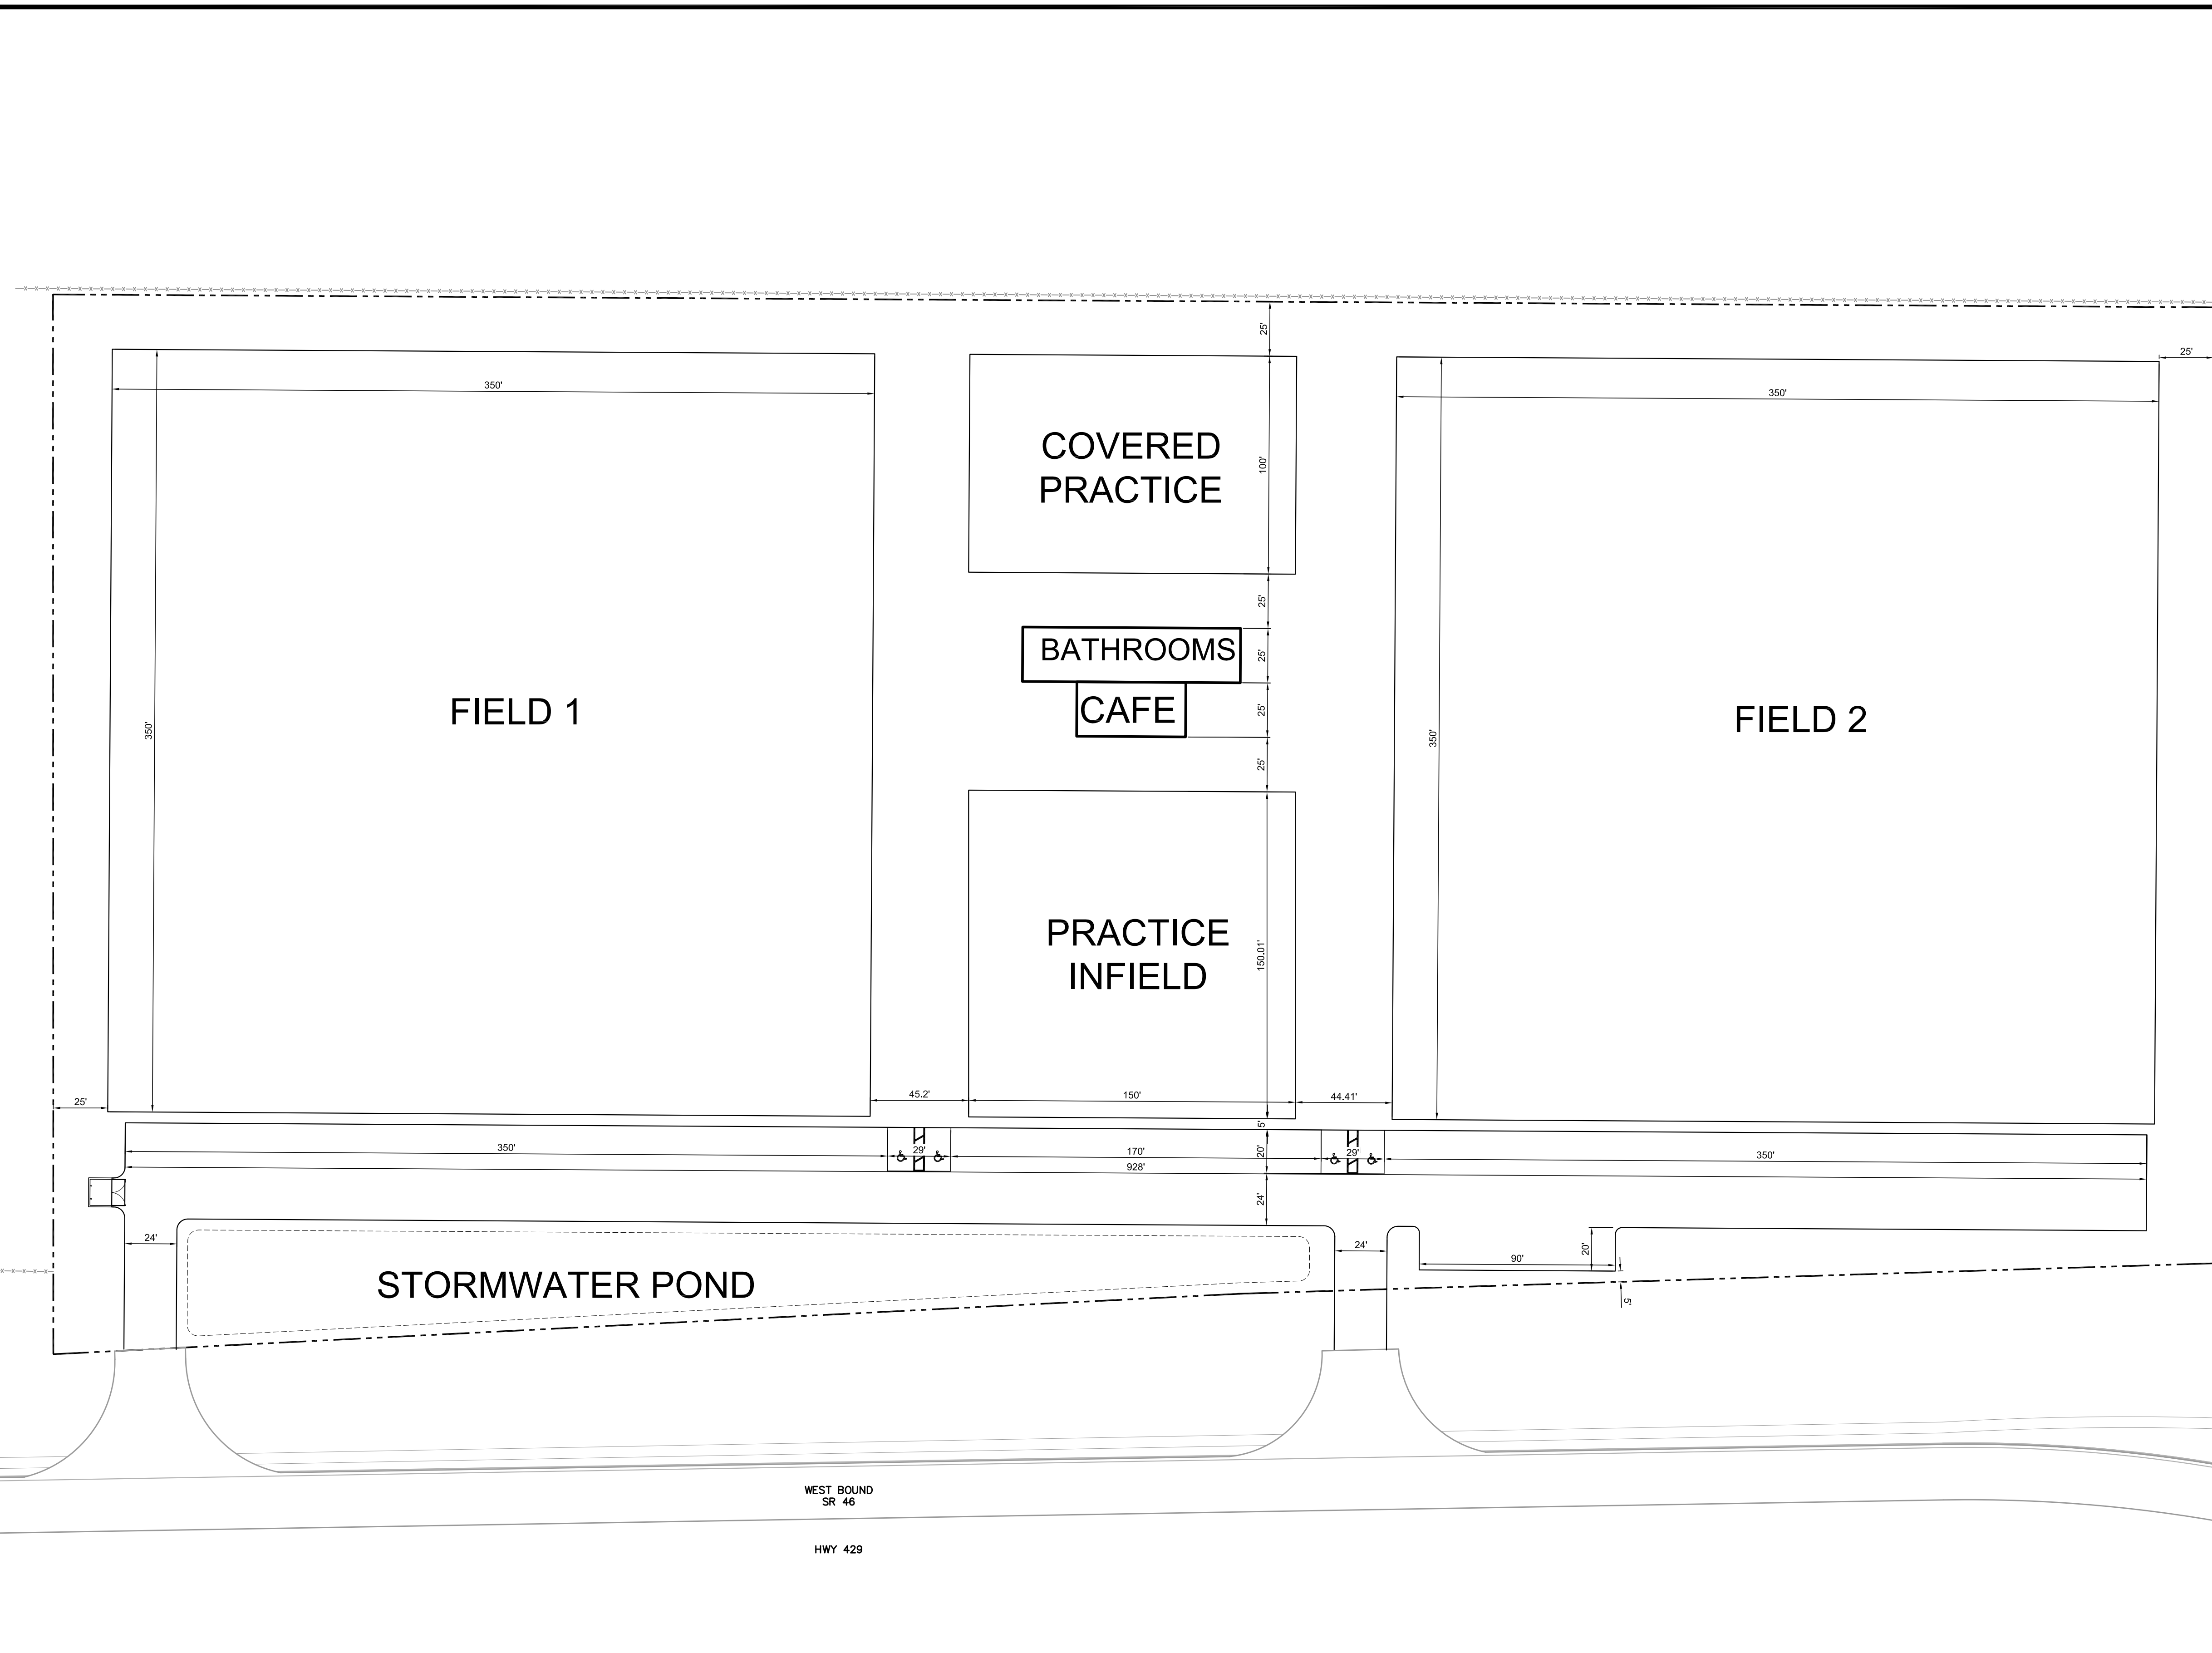 25'
25'
350'
350'
COVERED
PRACTICE
100'
25'
BATHROOMS
25'
CAFE
25'
FIELD 1
FIELD 2
350'
350'
25'
PRACTICE
INFIELD
150.01'
25'
45.2'
150'
44.41'
5'
350'
29'
170'
20'
29'
350'
928'
24'
24'
24'
20'
90'
STORMWATER POND
5'
WEST BOUND
SR 46
HWY 429